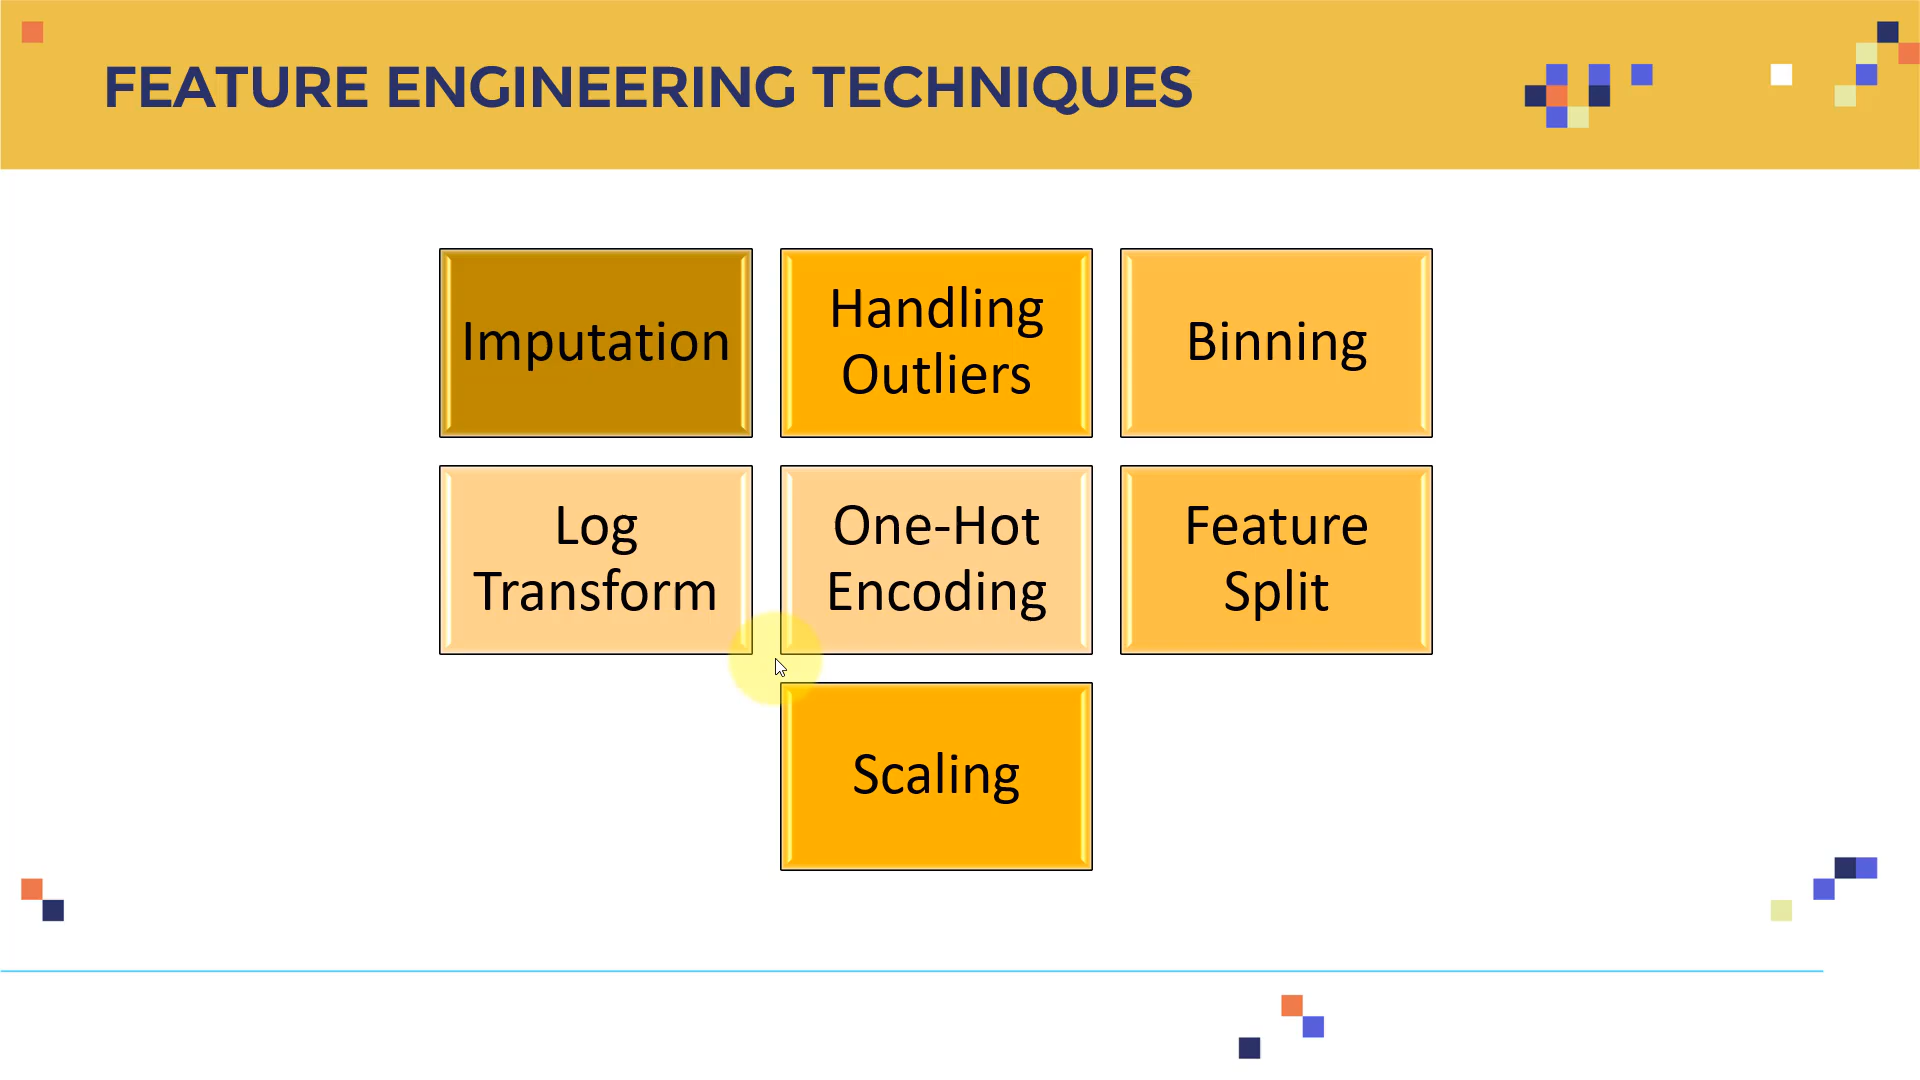 FEATURE ENGINEERING TECHNIQUES
Imputation
Handling
Outliers
Binning
Log
Transform
One-Hot
Encoding
Feature
Split
Scaling